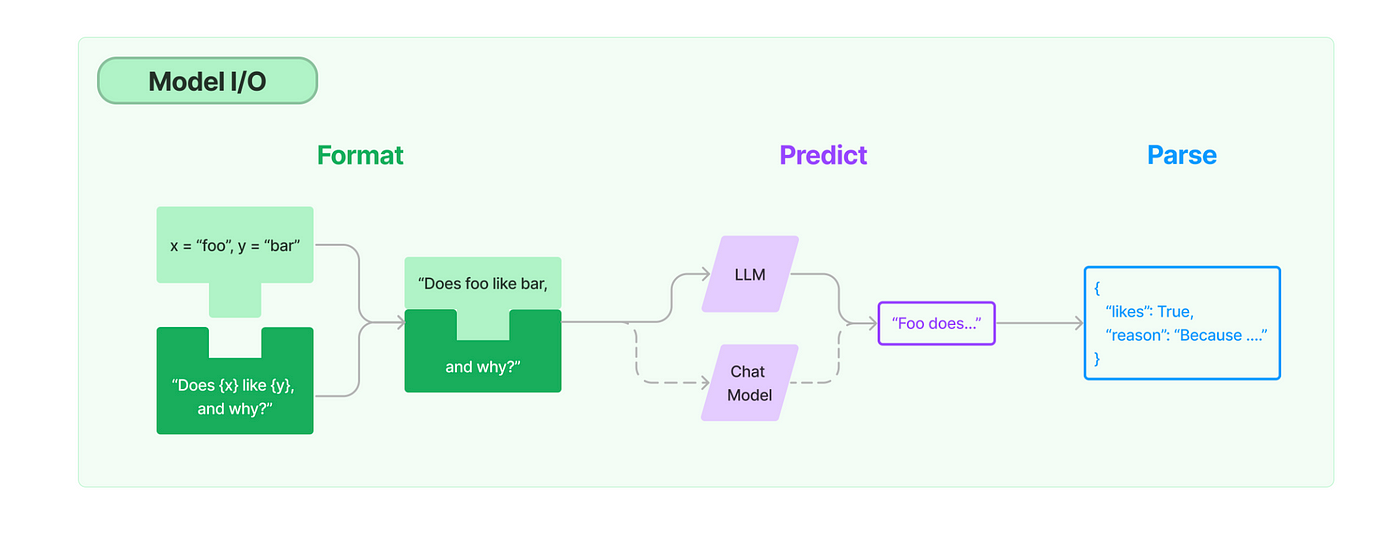 Model I/O
Format
Predict
Parse
x = “foo”, y = “bar”
“Does {x} like {y},
and why?”
“Does foo like bar,
and why?”
LLM
Chat
Model
“Foo does...”
{
“likes”: True,
“reason”: “Because ....”
}